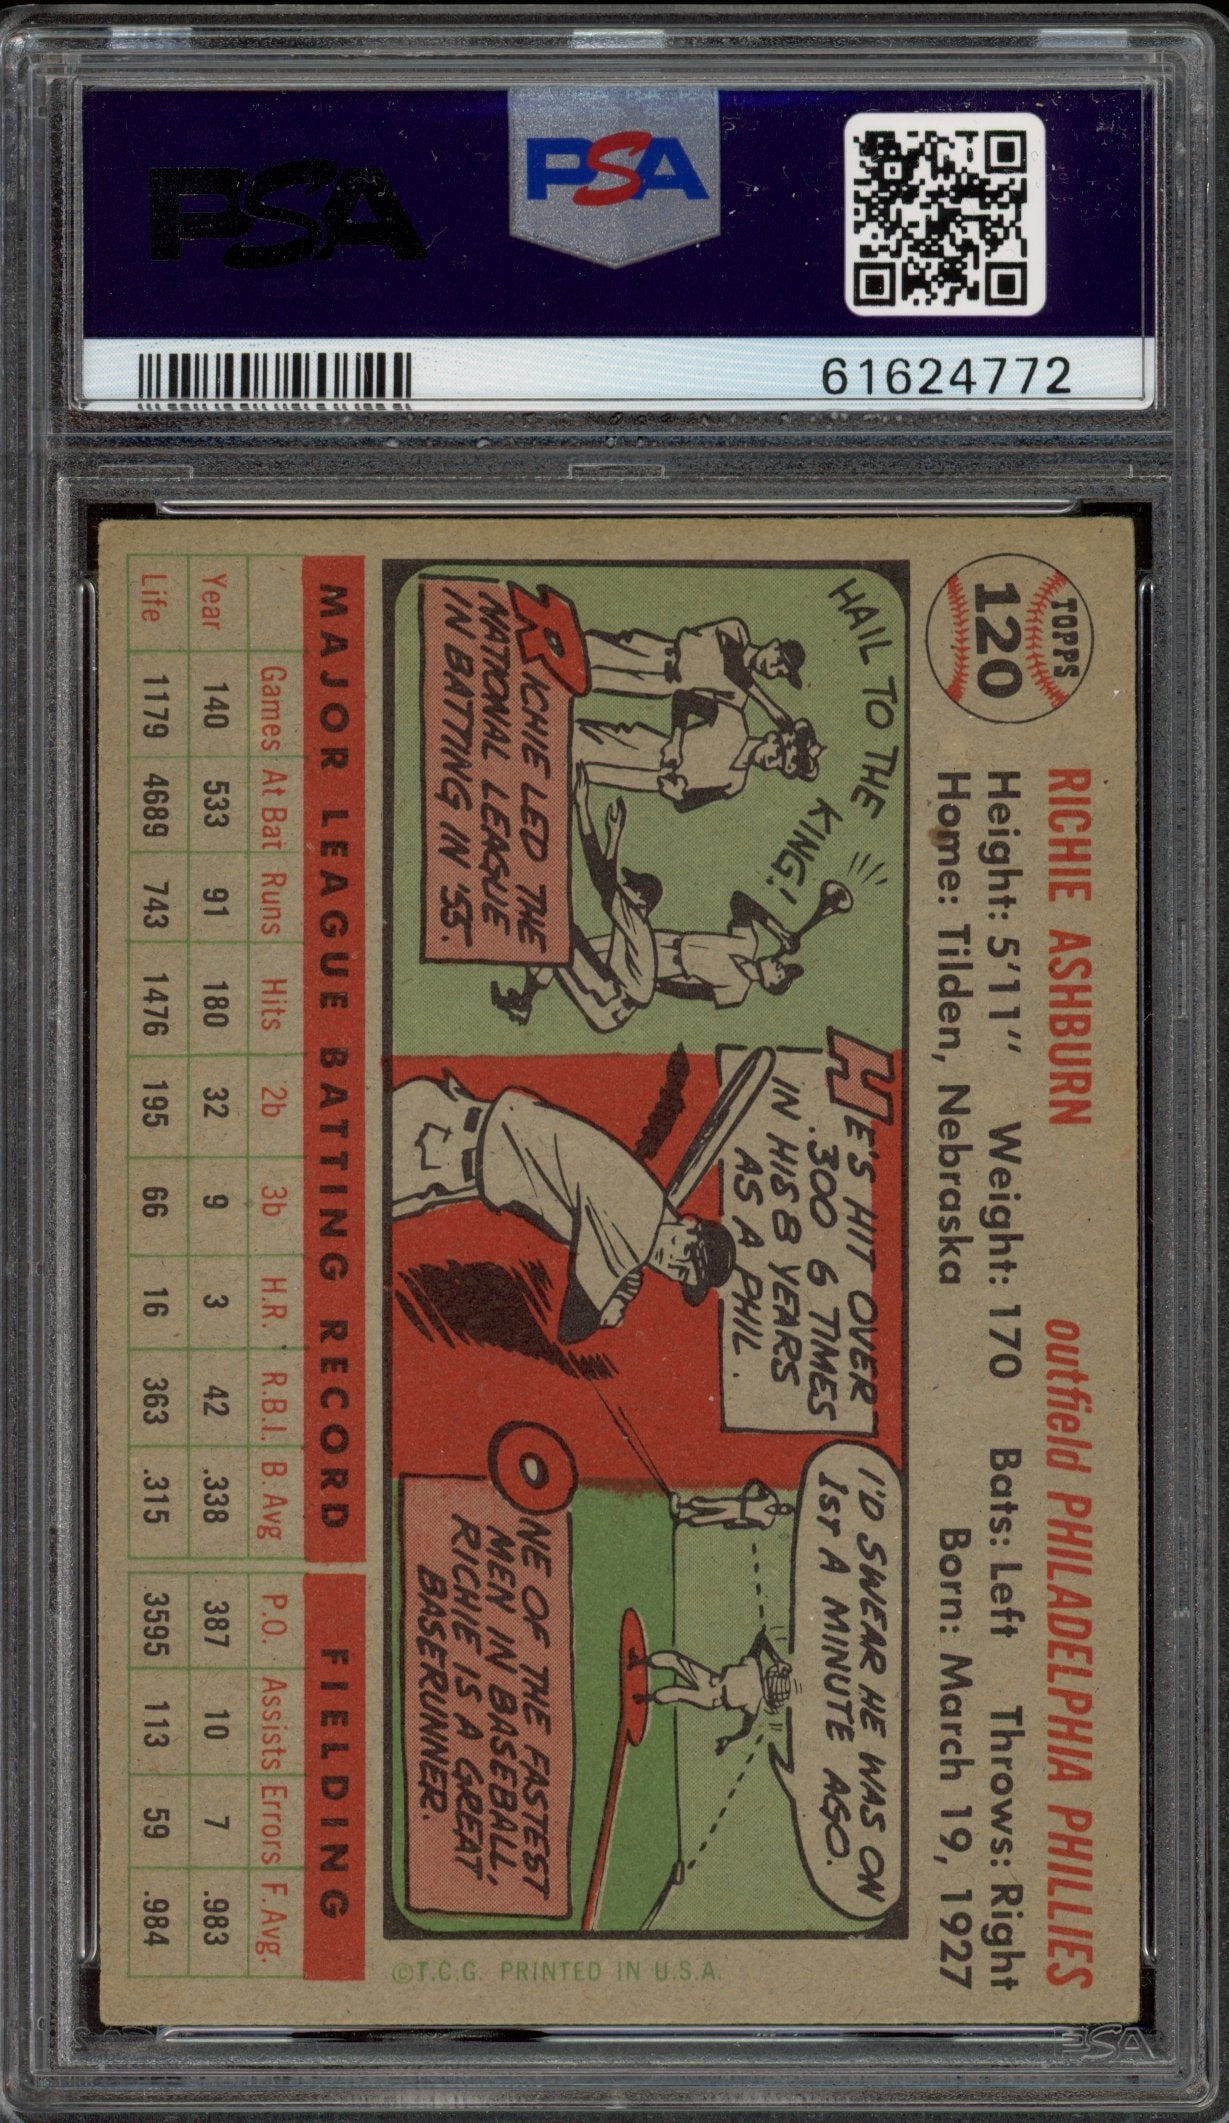 PSA
PSA
61624772
TOPPS
120
RICHIE ASHBURN outfield PHILADELPHIA PHILLIES
Height: 5'11" Weight: 170 Bats: Left Throws: Right
Home: Tilden, Nebraska Born: March 19, 1927
HAIL TO THE
KING!
RICHIE LED THE
NATIONAL LEAGUE
IN BATTING IN '55.
HE'S HIT OVER
.300 6 TIMES
IN HIS 8 YEARS
AS A PHIL.
I'D SWEAR HE WAS ON
1ST A MINUTE AGO.
ONE OF THE FASTEST
MEN IN BASEBALL,
RICHIE IS A GREAT
BASERUNNER.
©T.C.G. PRINTED IN U.S.A.
MAJOR LEAGUE BATTING RECORD FIELDING
Games At Bat Runs Hits 2b 3b H.R. R.B.I. B. Avg P.O. Assists Errors F. Avg.
Year 140 533 91 180 32 9 3 42 .338 387 10 7 .983
Life 1179 4689 743 1476 195 66 16 363 .315 3595 113 59 .984
PSA